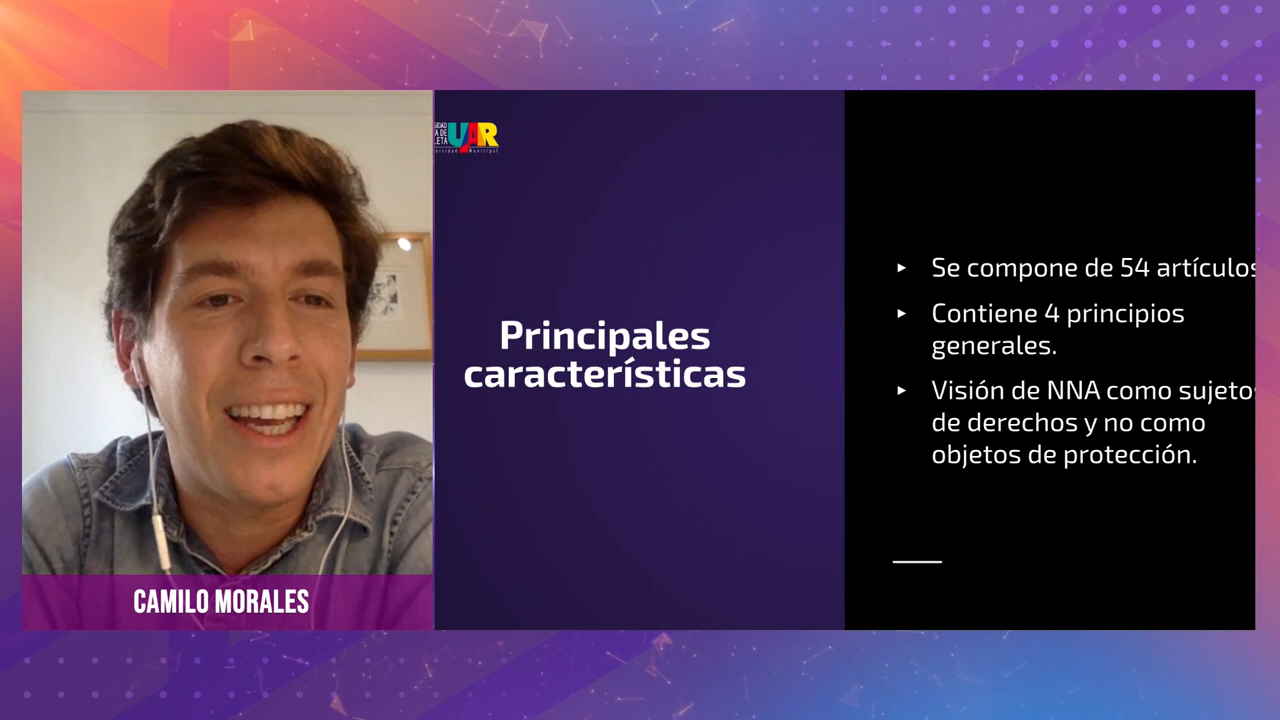 CAMILO MORALES
UAR
Principales
características
Se compone de 54 artículos
Contiene 4 principios
generales.
Visión de NNA como sujetos
de derechos y no como
objetos de protección.